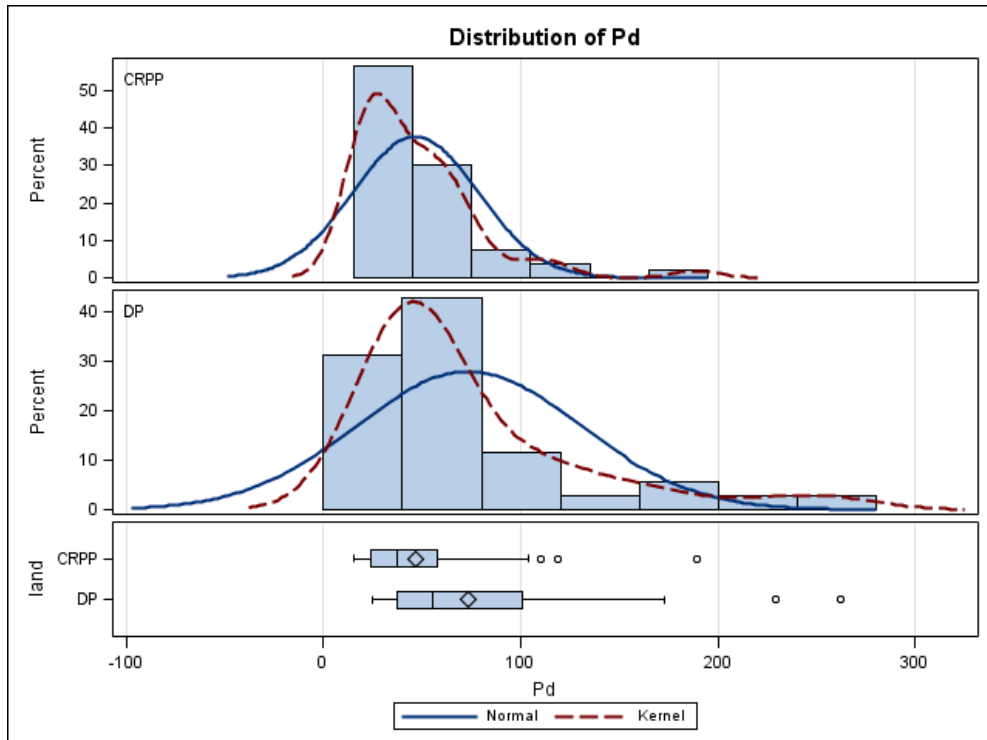 Distribution of Pd
CRPP
50
40
30
20
10
0
Percent
DP
40
30
20
10
0
Percent
CRPP
DP
land
-100 0 100 200 300
Pd
Normal Kernel